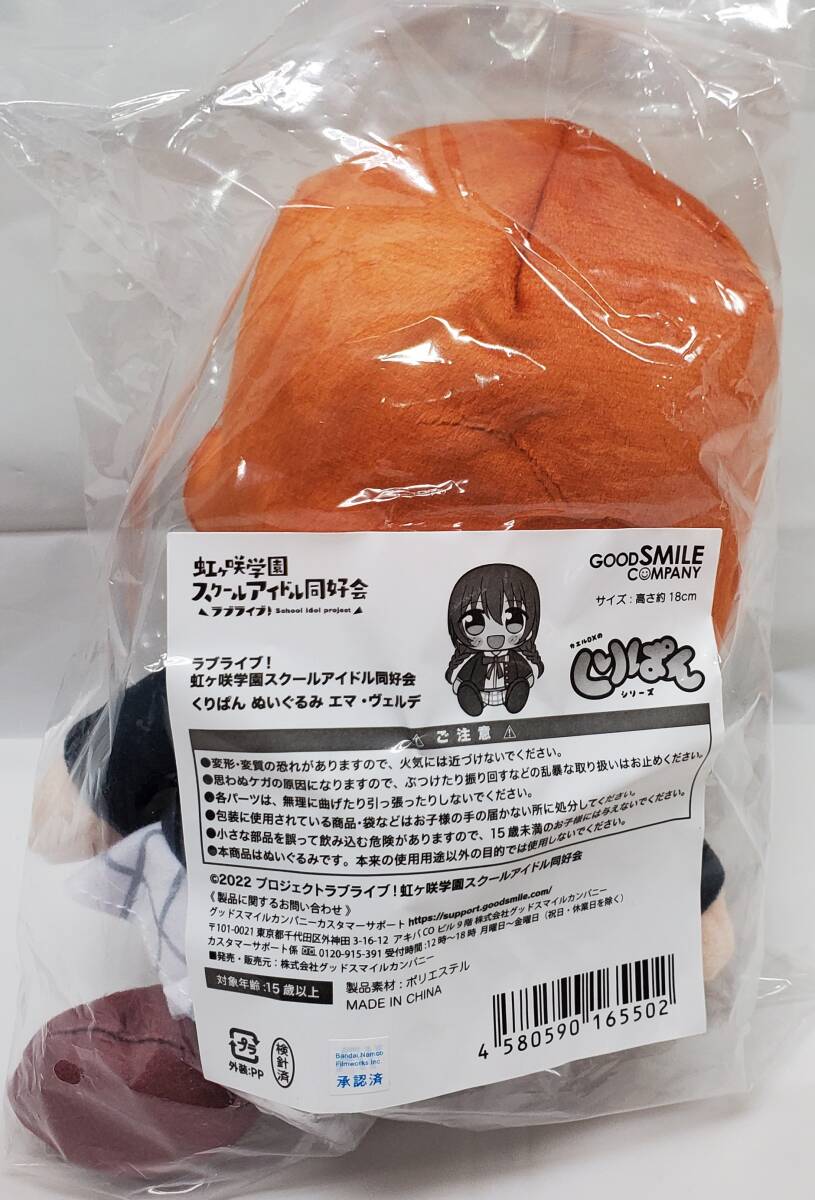 虹ヶ咲学園
スクールアイドル同好会
ラブライブ! School idol project
GOOD SMILE
COMPANY
サイズ：高さ約18cm
ラブライブ！
虹ヶ咲学園スクールアイドル同好会
くりぱん ぬいぐるみ エマ・ヴェルデ
カエルDXの
くりぱん
シリーズ
⚠ ご注意 ⚠
●変形・変質の恐れがありますので、火気には近づけないでください。
●思わぬケガの原因になりますので、ぶつけたり振り回すなどの乱暴な取り扱いはお止めください。
●各パーツは、無理に曲げたり引っ張ったりしないでください。
●包装に使用されている商品・袋などはお子様の手の届かない所に処分してください。
●小さな部品を誤って飲み込む危険がありますので、15歳未満のお子様には与えないでください。
●本商品はぬいぐるみです。本来の使用用途以外の目的では使用しないでください。
©2022 プロジェクトラブライブ！虹ヶ咲学園スクールアイドル同好会
《製品に関するお問い合わせ》
グッドスマイルカンパニーカスタマーサポート https://support.goodsmile.com/
〒101-0021 東京都千代田区外神田 3-16-12 アキバCOビル9階 株式会社グッドスマイルカンパニー
カスタマーサポート係 0120-915-391 受付時間：12時〜18時 月曜日〜金曜日（祝日・休業日を除く）
■発売・販売元：株式会社グッドスマイルカンパニー
対象年齢：15歳以上
製品素材：ポリエステル
MADE IN CHINA
プラ
外装：PP
検針済
Bandai Namco
Filmworks Inc.
承認済
4 580590 165502